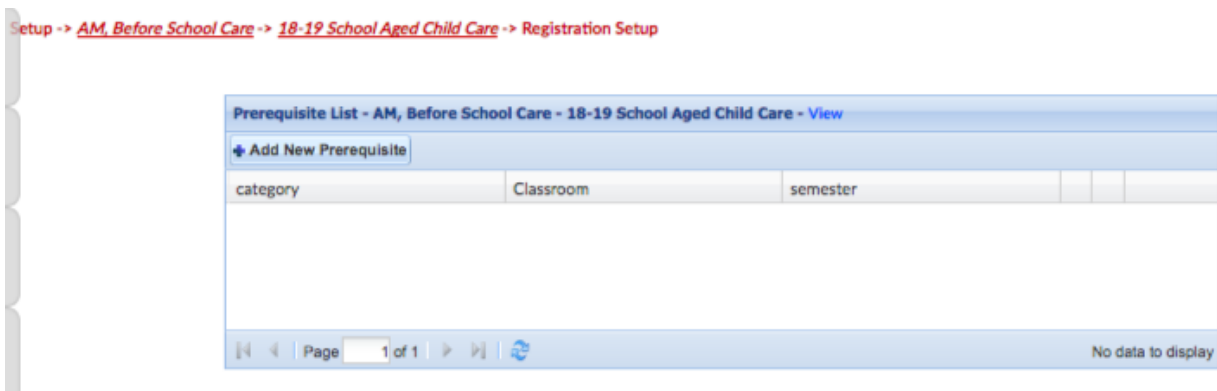 Setup -> AM, Before School Care -> 18-19 School Aged Child Care -> Registration Setup
Prerequisite List - AM, Before School Care - 18-19 School Aged Child Care - View
Add New Prerequisite
category Classroom semester
Page 1 of 1 No data to display